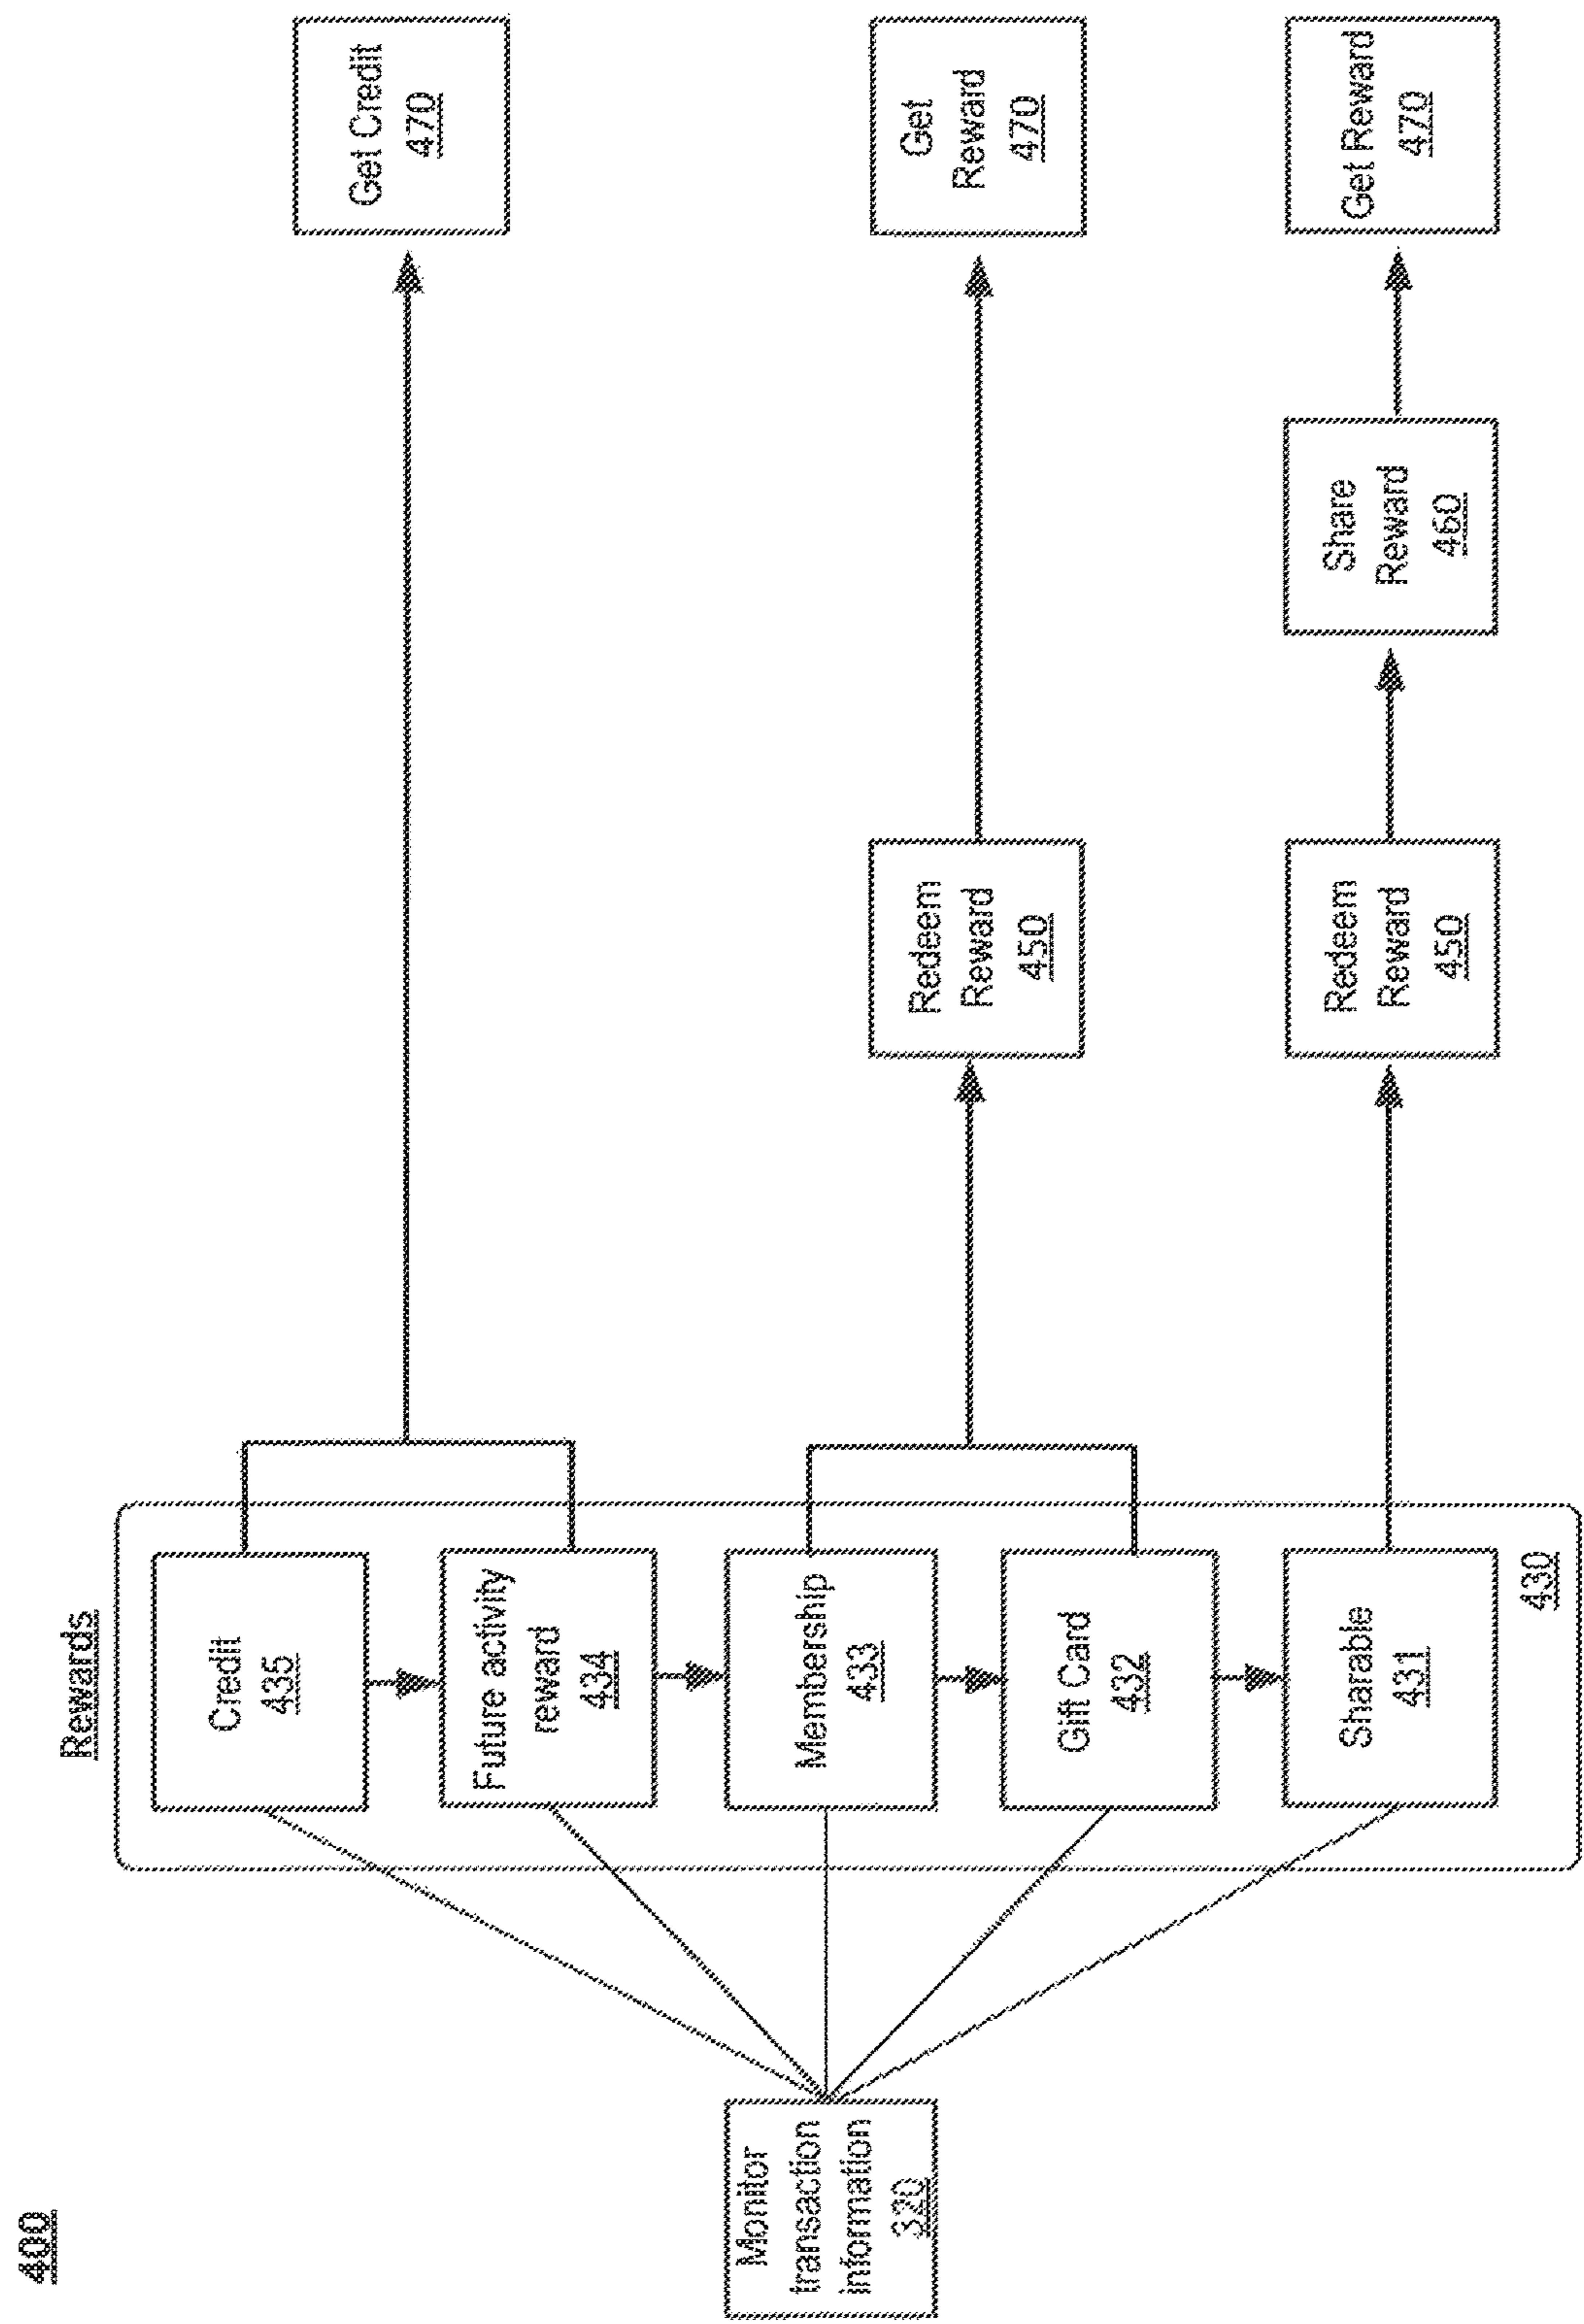 400
Monitor
transaction
information
320
Rewards
Credit
435
Future activity
reward
434
Membership
433
Gift Card
432
Sharable
431
430
Get Credit
470
Redeem
Reward
450
Get
Reward
470
Redeem
Reward
450
Share
Reward
460
Get Reward
470